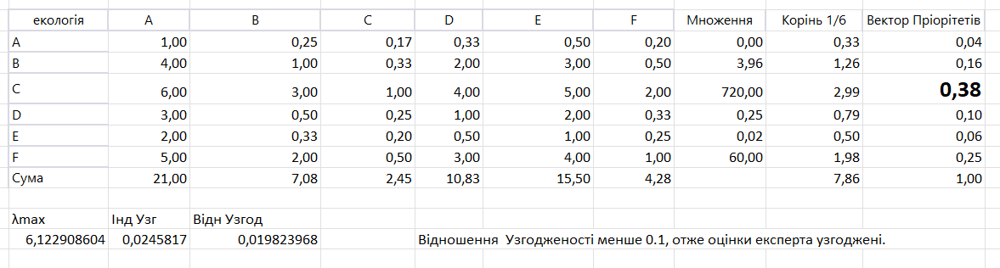 екологія A B C D E F Множення Корінь 1/6 Вектор Пріорітетів
A 1,00 0,25 0,17 0,33 0,50 0,20 0,00 0,33 0,04
B 4,00 1,00 0,33 2,00 3,00 0,50 3,96 1,26 0,16
C 6,00 3,00 1,00 4,00 5,00 2,00 720,00 2,99 0,38
D 3,00 0,50 0,25 1,00 2,00 0,33 0,25 0,79 0,10
E 2,00 0,33 0,20 0,50 1,00 0,25 0,02 0,50 0,06
F 5,00 2,00 0,50 3,00 4,00 1,00 60,00 1,98 0,25
Сума 21,00 7,08 2,45 10,83 15,50 4,28 7,86 1,00
λmax Інд Узг Відн Узгод
6,122908604 0,0245817 0,019823968 Відношення Узгодженості менше 0.1, отже оцінки експерта узгоджені.